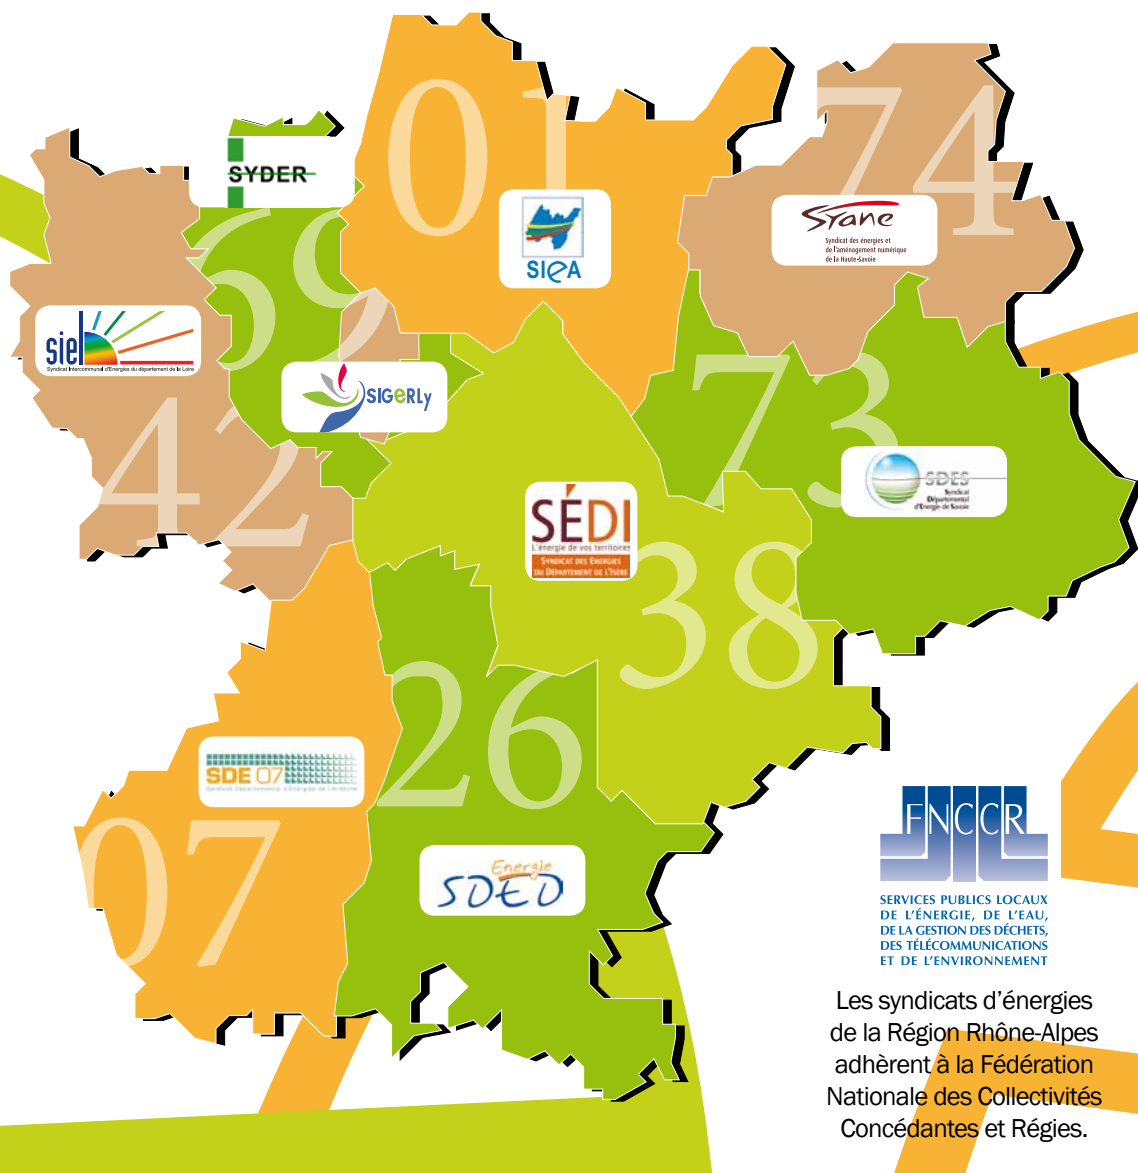 01
74
SYDER
SIeA
Syane
Syndicat des énergies et
de l'aménagement numérique
de la Haute-Savoie
69
siel
Syndicat Intercommunal d'Energies du département de la Loire
SIGeRLy
73
42
SDES
Syndicat
Départemental
d'Énergie de Savoie
SÉDI
L'énergie de vos territoires
SYNDICAT DES ENERGIES
DU DÉPARTEMENT DE L'ISÈRE
38
26
SDE 07
Syndicat Départemental d'Énergies de l'Ardèche
07
Energie
SDED
FNCCR
SERVICES PUBLICS LOCAUX
DE L'ÉNERGIE, DE L'EAU,
DE LA GESTION DES DÉCHETS,
DES TÉLÉCOMMUNICATIONS
ET DE L'ENVIRONNEMENT
Les syndicats d'énergies
de la Région Rhône-Alpes
adhèrent à la Fédération
Nationale des Collectivités
Concédantes et Régies.